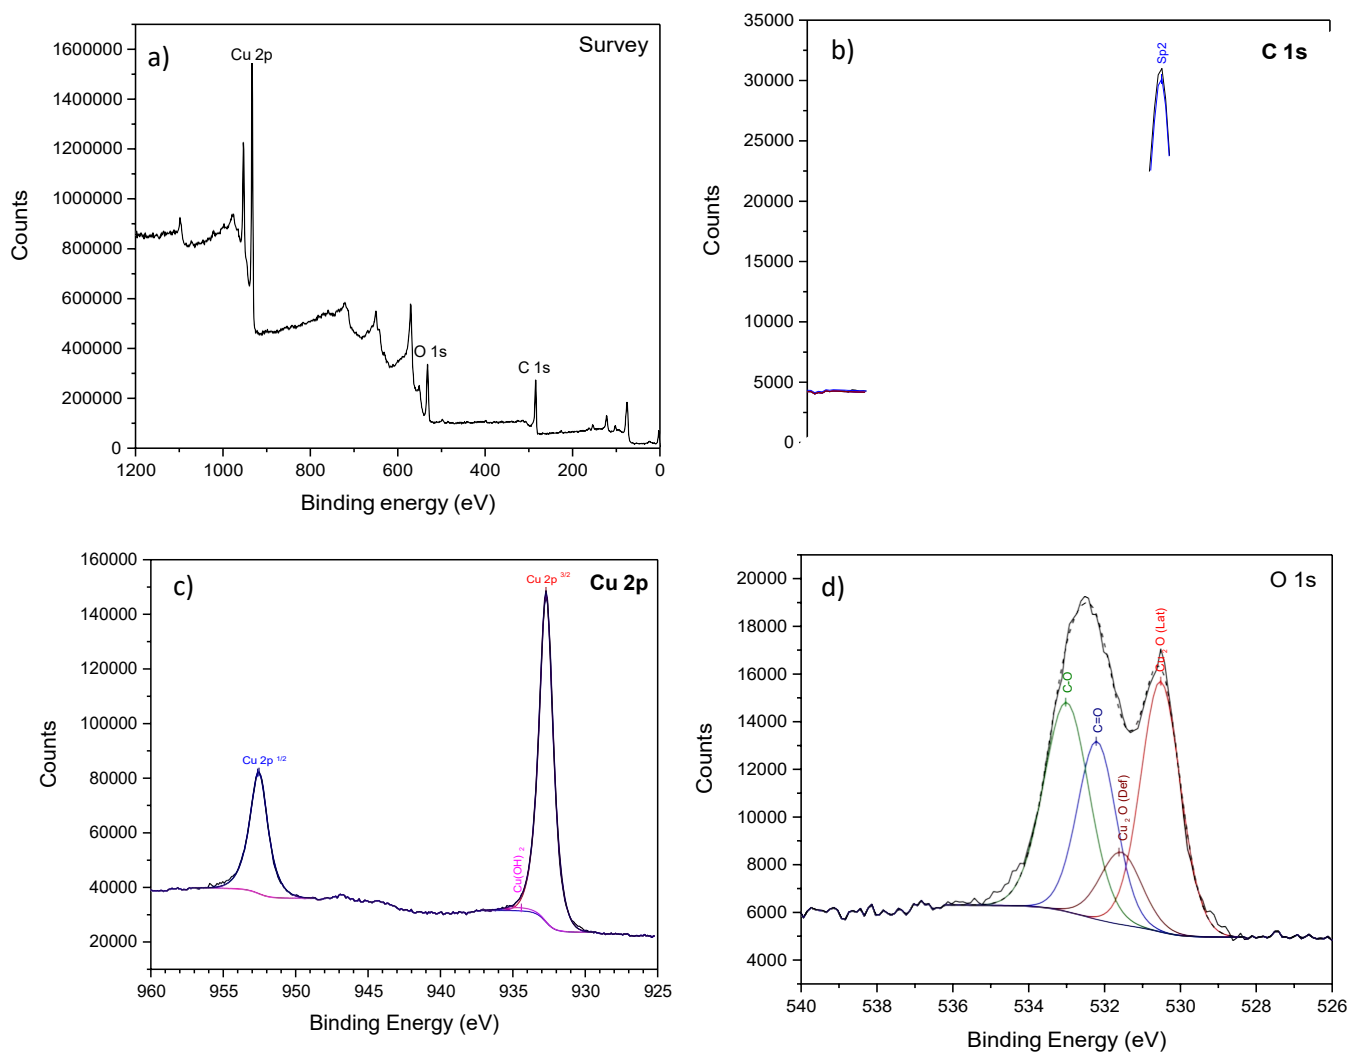 a)
Survey
Cu 2p
O 1s
C 1s
1600000
1400000
1200000
1000000
800000
600000
400000
200000
0
Counts
1200 1000 800 600 400 200 0
Binding energy (eV)
b)
C 1s
Sp2
35000
30000
25000
20000
15000
10000
5000
0
Counts
c)
Cu 2p
Cu 2p 3/2
Cu 2p 1/2
Cu(OH) 2
160000
140000
120000
100000
80000
60000
40000
20000
Counts
960 955 950 945 940 935 930 925
Binding Energy (eV)
d)
O 1s
C-O
C=O
Cu 2 O (Def)
Cu 2 O (Lat)
20000
18000
16000
14000
12000
10000
8000
6000
4000
Counts
540 538 536 534 532 530 528 526
Binding Energy (eV)